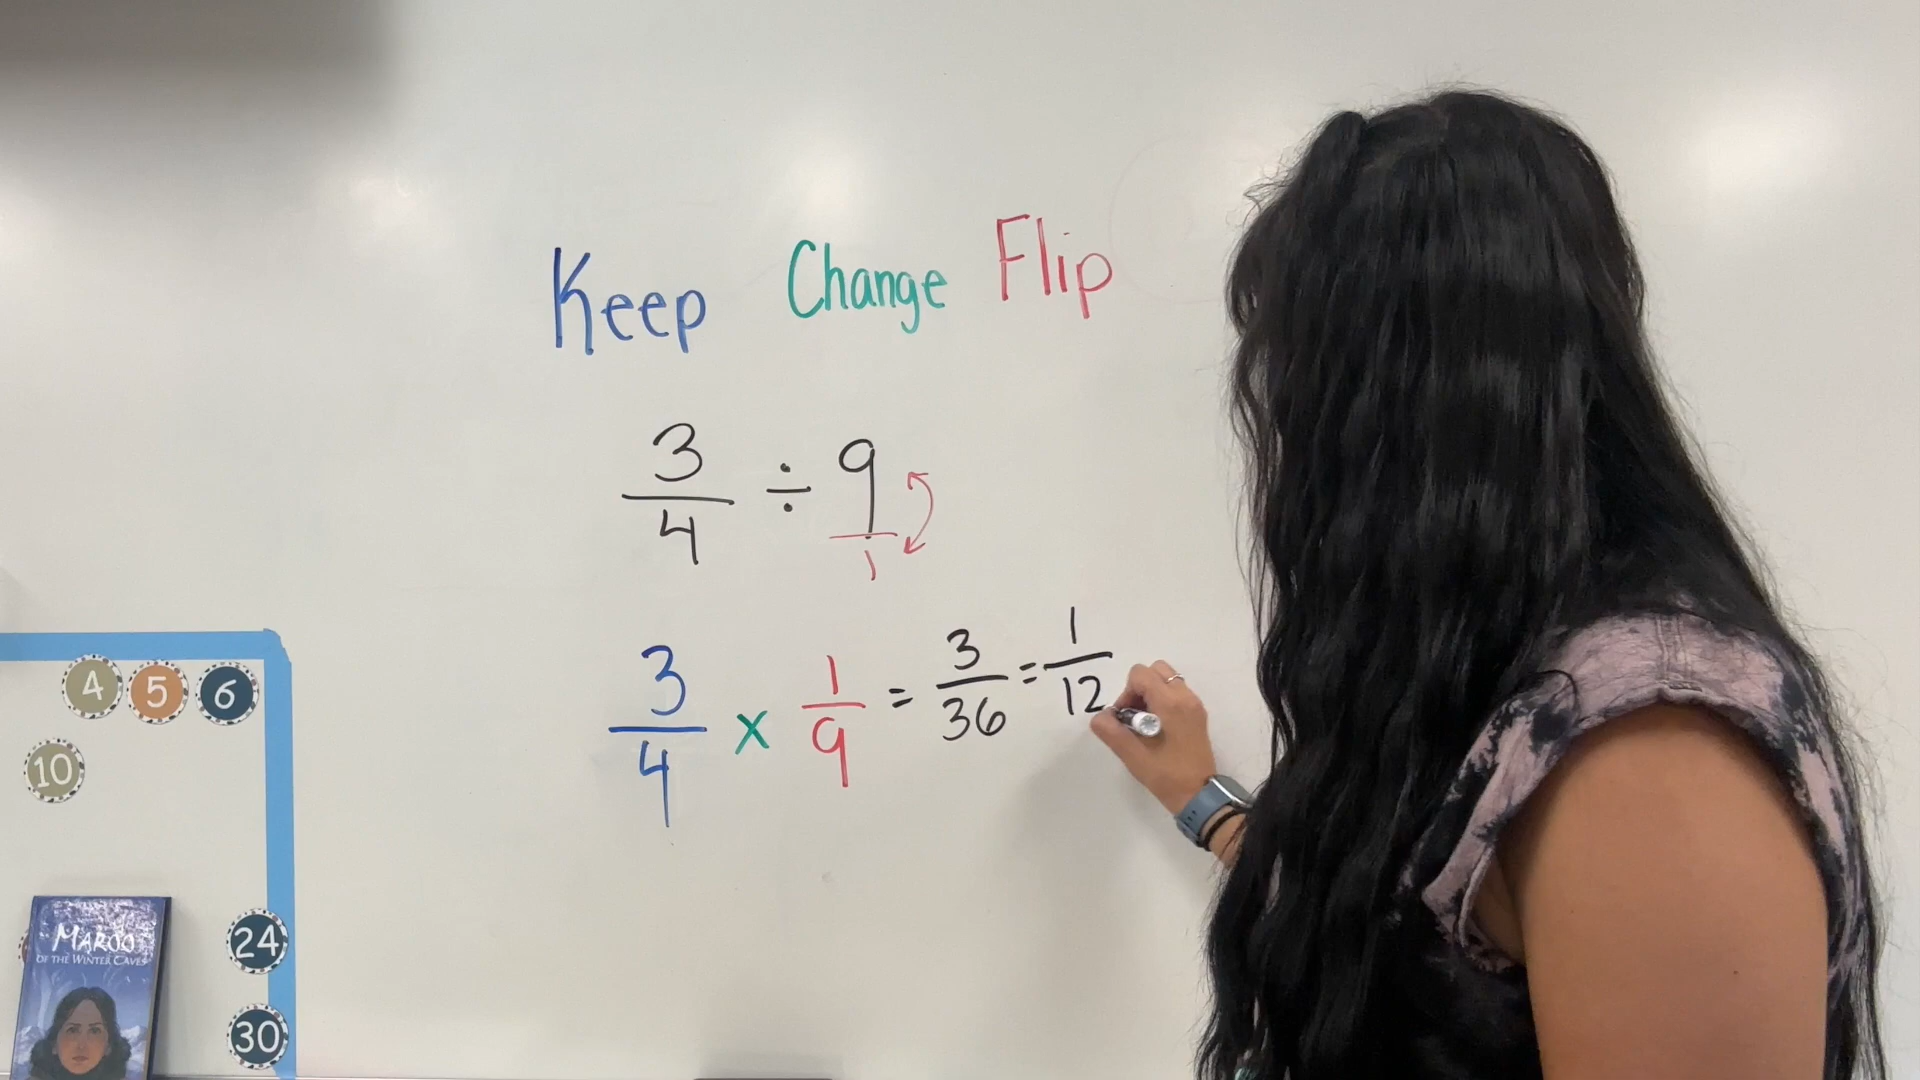 Keep Change Flip
3/4 ÷ 9/1
3/4 x 1/9 = 3/36 = 1/12
4 5 6
10
24
30
MAROO
OF THE WINTER CAVES